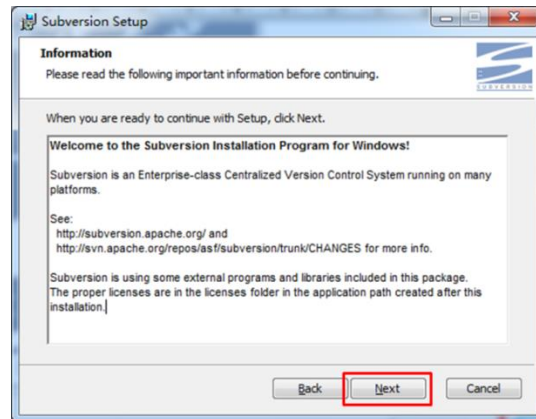 Subversion Setup
Information
Please read the following important information before continuing.
SUBVERSION
When you are ready to continue with Setup, click Next.
Welcome to the Subversion Installation Program for Windows!
Subversion is an Enterprise-class Centralized Version Control System running on many
platforms.
See:
http://subversion.apache.org/ and
http://svn.apache.org/repos/asf/subversion/trunk/CHANGES for more info.
Subversion is using some external programs and libraries included in this package.
The proper licenses are in the licenses folder in the application path created after this
installation.
Back Next Cancel